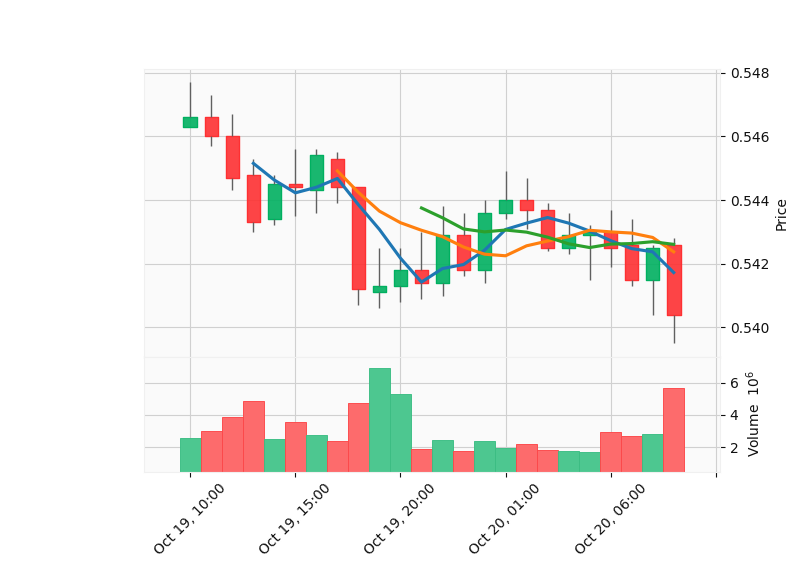 0.548
0.546
0.544
0.542
0.540
Price
6
4
2
Volume 10^6
Oct 19, 10:00
Oct 19, 15:00
Oct 19, 20:00
Oct 20, 01:00
Oct 20, 06:00